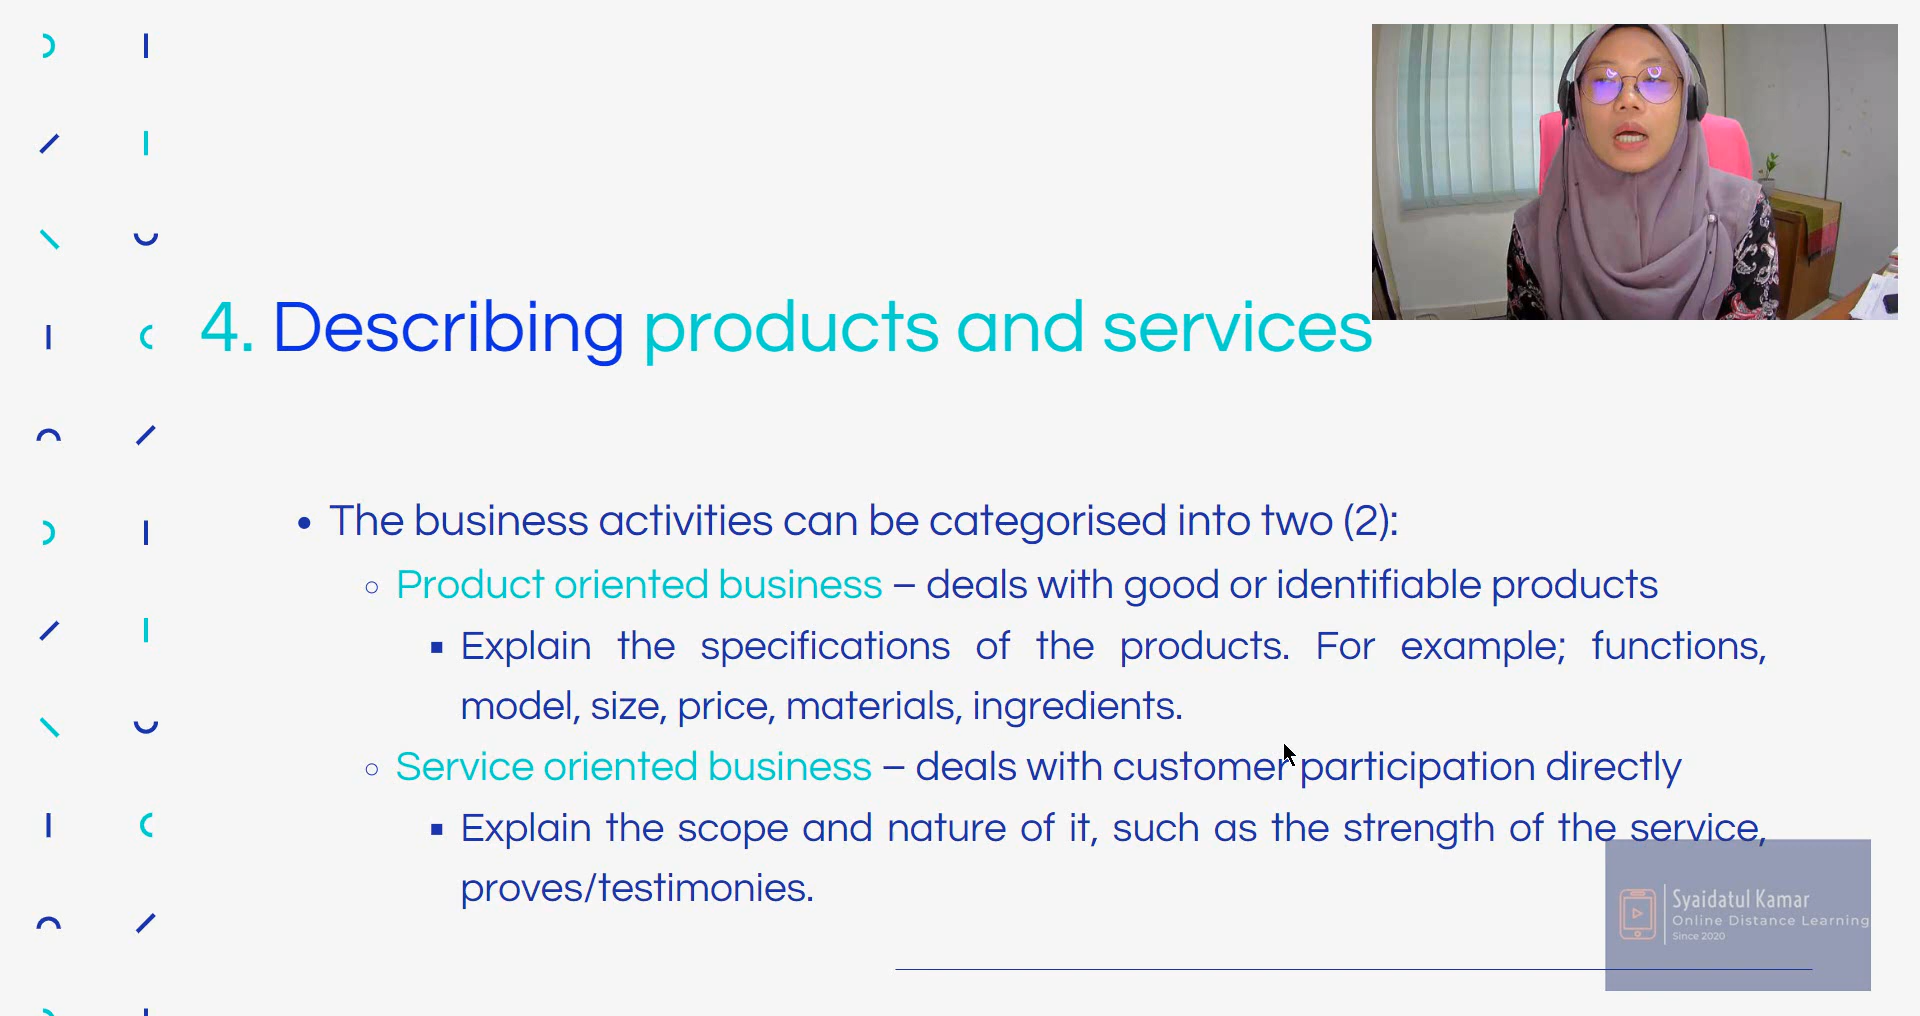 4. Describing products and services
• The business activities can be categorised into two (2):
○ Product oriented business – deals with good or identifiable products
▪ Explain the specifications of the products. For example; functions,
model, size, price, materials, ingredients.
○ Service oriented business – deals with customer participation directly
▪ Explain the scope and nature of it, such as the strength of the service,
proves/testimonies.
Syaidatul Kamar
Online Distance Learning
Since 2020